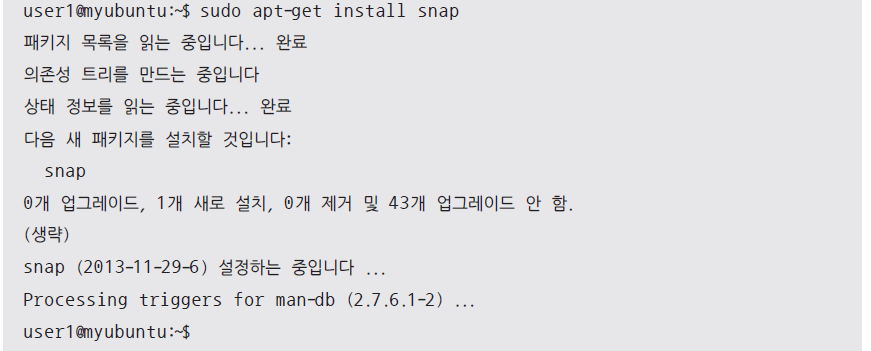 user1@myubuntu:~$ sudo apt-get install snap
패키지 목록을 읽는 중입니다... 완료
의존성 트리를 만드는 중입니다
상태 정보를 읽는 중입니다... 완료
다음 새 패키지를 설치할 것입니다:
  snap
0개 업그레이드, 1개 새로 설치, 0개 제거 및 43개 업그레이드 안 함.
(생략)
snap (2013-11-29-6) 설정하는 중입니다 ...
Processing triggers for man-db (2.7.6.1-2) ...
user1@myubuntu:~$